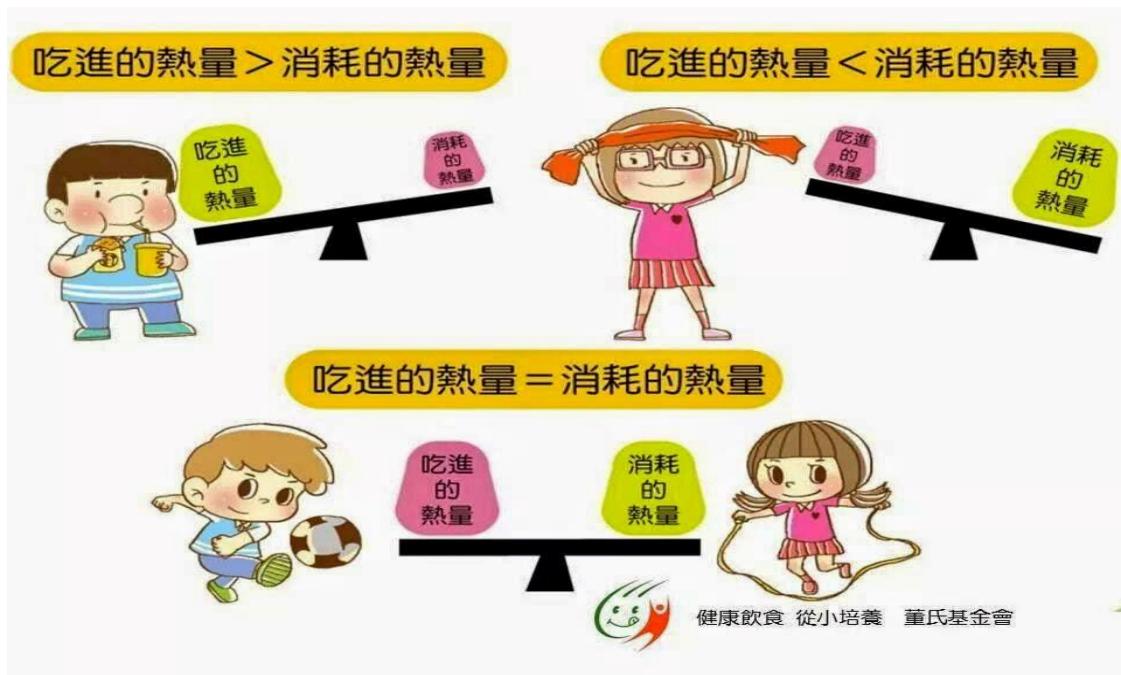 吃進的熱量＞消耗的熱量
吃進的熱量＜消耗的熱量
吃進
的
熱量
消耗
的
熱量
吃進
的
熱量
消耗
的
熱量
吃進的熱量＝消耗的熱量
吃進
的
熱量
消耗
的
熱量
健康飲食 從小培養 董氏基金會